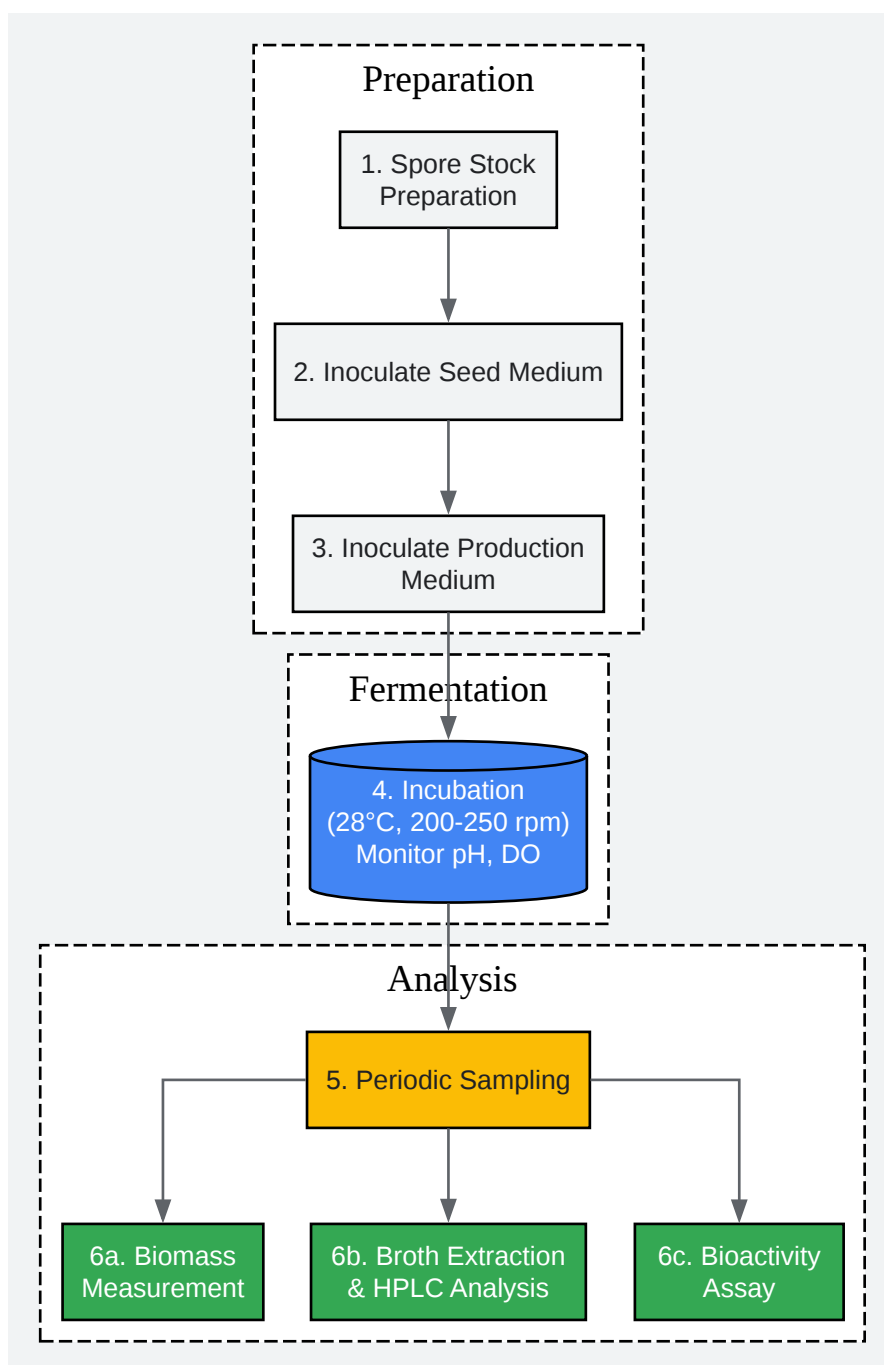 Preparation
1. Spore Stock
Preparation
2. Inoculate Seed Medium
3. Inoculate Production
Medium
Fermentation
4. Incubation
(28°C, 200-250 rpm)
Monitor pH, DO
Analysis
5. Periodic Sampling
6a. Biomass
Measurement
6b. Broth Extraction
& HPLC Analysis
6c. Bioactivity
Assay